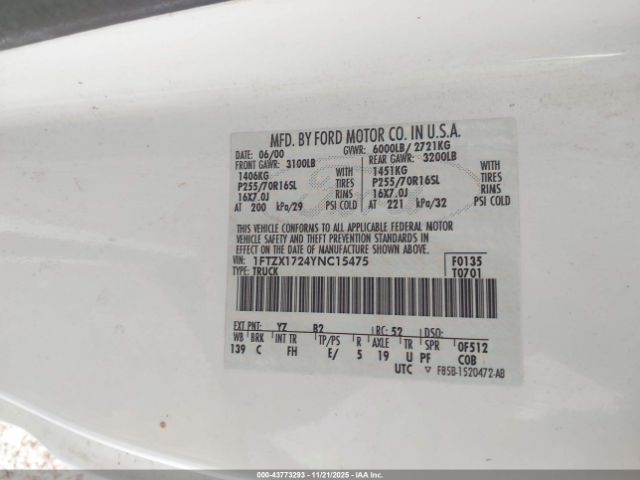 MFD. BY FORD MOTOR CO. IN U.S.A.
DATE: 06/00 GVWR: 6000LB/ 2721KG
FRONT GAWR: 3100LB REAR GAWR: 3200LB
1406KG WITH 1451KG WITH
P255/70R16SL TIRES P255/70R16SL TIRES
16X7.0J RIMS 16X7.0J RIMS
AT 200 kPa/29 PSI COLD AT 221 kPa/32 PSI COLD
THIS VEHICLE CONFORMS TO ALL APPLICABLE FEDERAL MOTOR
VEHICLE SAFETY AND THEFT PREVENTION STANDARDS IN
EFFECT ON THE DATE OF MANUFACTURE SHOWN ABOVE.
VIN: 1FTZX1724YNC15475 F0135
TYPE: TRUCK T0701
EXT PNT: YZ B2 RC: 52 DSO:
WB BRK INT TR TP/PS R AXLE TR SPR 0F512
139 C FH E/ 5 19 U PF COB
UTC ▽ F85B-1520472-AB
000-43773293 - 11/21/2025 - IAA Inc.